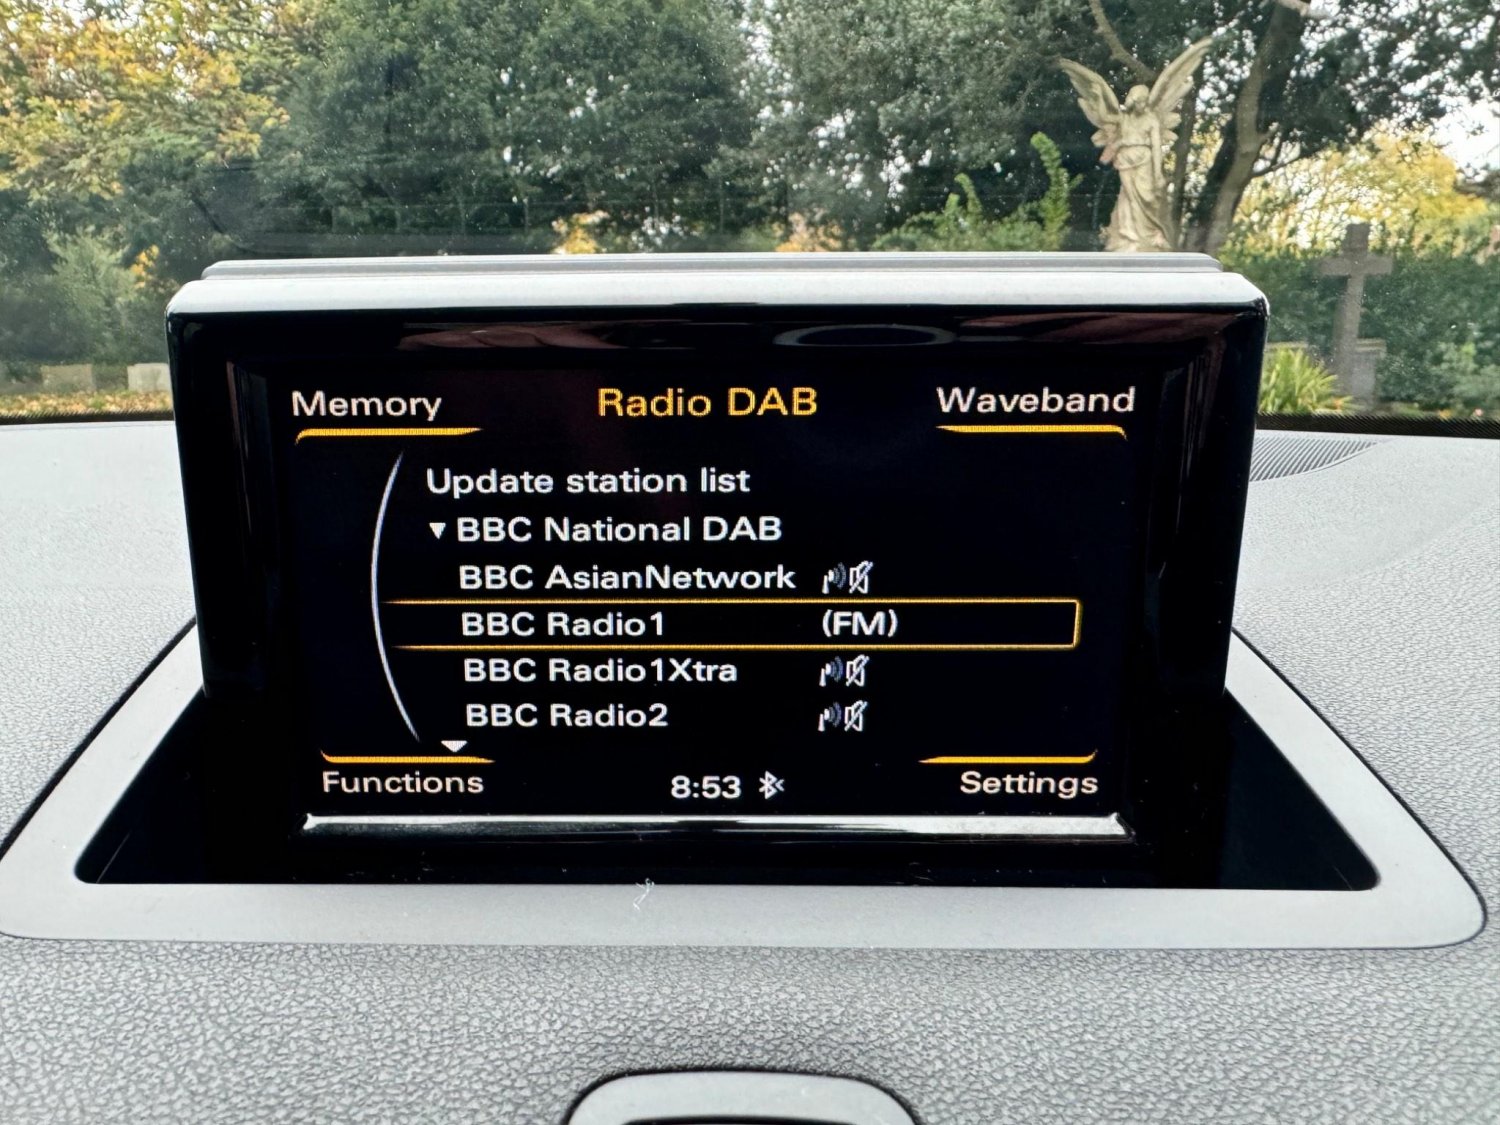 Memory Radio DAB Waveband
Update station list
BBC National DAB
BBC AsianNetwork
BBC Radio1 (FM)
BBC Radio1Xtra
BBC Radio2
Functions 8:53 Settings